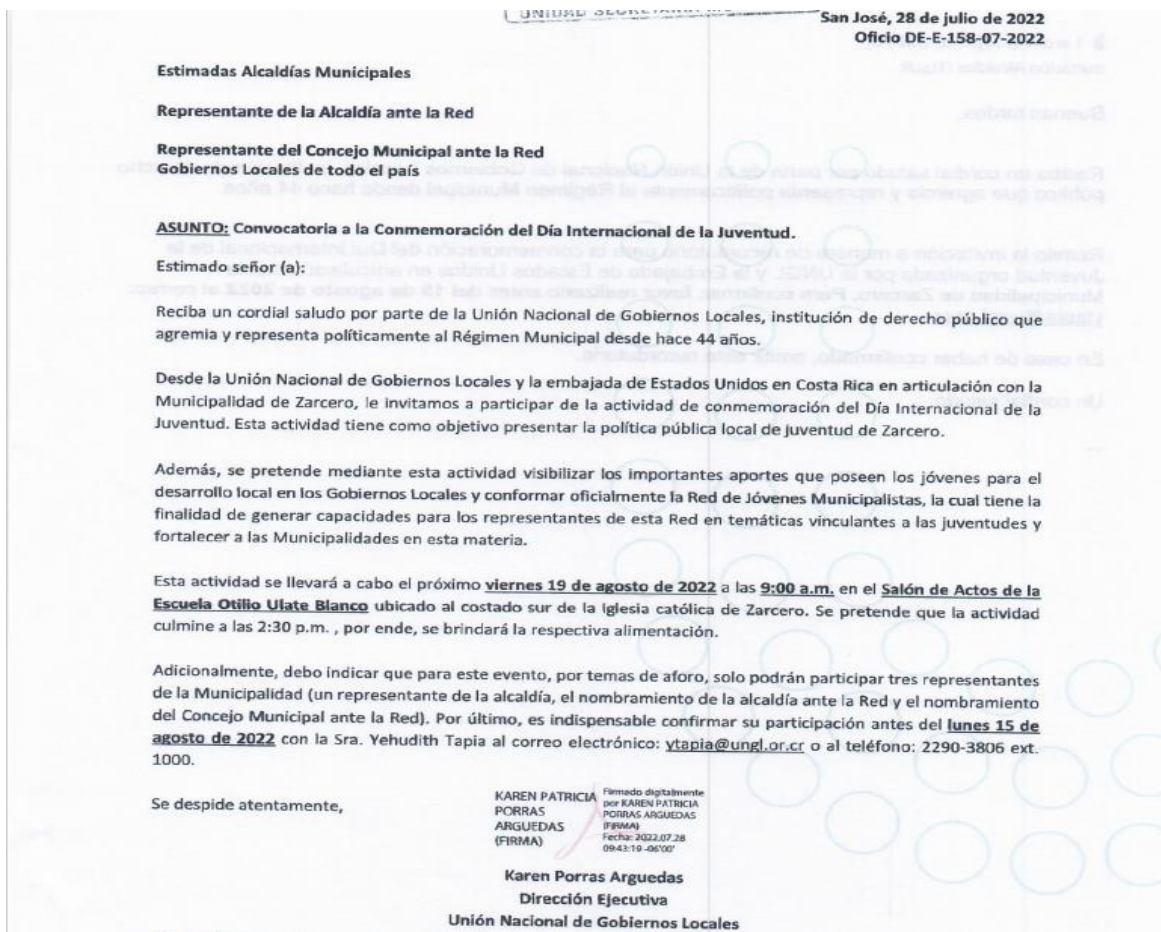 UNIDAD
San José, 28 de julio de 2022
Oficio DE-E-158-07-2022
Estimadas Alcaldías Municipales
Representante de la Alcaldía ante la Red
Representante del Concejo Municipal ante la Red
Gobiernos Locales de todo el país
ASUNTO: Convocatoria a la Conmemoración del Día Internacional de la Juventud.
Estimado señor (a):
Reciba un cordial saludo por parte de la Unión Nacional de Gobiernos Locales, institución de derecho público que
agremia y representa políticamente al Régimen Municipal desde hace 44 años.
Desde la Unión Nacional de Gobiernos Locales y la embajada de Estados Unidos en Costa Rica en articulación con la
Municipalidad de Zarcero, le invitamos a participar de la actividad de conmemoración del Día Internacional de la
Juventud. Esta actividad tiene como objetivo presentar la política pública local de juventud de Zarcero.
Además, se pretende mediante esta actividad visibilizar los importantes aportes que poseen los jóvenes para el
desarrollo local en los Gobiernos Locales y conformar oficialmente la Red de Jóvenes Municipalistas, la cual tiene la
finalidad de generar capacidades para los representantes de esta Red en temáticas vinculantes a las juventudes y
fortalecer a las Municipalidades en esta materia.
Esta actividad se llevará a cabo el próximo viernes 19 de agosto de 2022 a las 9:00 a.m. en el Salón de Actos de la
Escuela Otilio Ulate Blanco ubicado al costado sur de la Iglesia católica de Zarcero. Se pretende que la actividad
culmine a las 2:30 p.m. , por ende, se brindará la respectiva alimentación.
Adicionalmente, debo indicar que para este evento, por temas de aforo, solo podrán participar tres representantes
de la Municipalidad (un representante de la alcaldía, el nombramiento de la alcaldía ante la Red y el nombramiento
del Concejo Municipal ante la Red). Por último, es indispensable confirmar su participación antes del lunes 15 de
agosto de 2022 con la Sra. Yehudith Tapia al correo electrónico: ytapia@ungl.or.cr o al teléfono: 2290-3806 ext.
1000.
Se despide atentamente,
KAREN PATRICIA
PORRAS
ARGUEDAS
(FIRMA)
Firmado digitalmente
por KAREN PATRICIA
PORRAS ARGUEDAS
(FIRMA)
Fecha: 2022.07.28
09:43:19 -06'00'
Karen Porras Arguedas
Dirección Ejecutiva
Unión Nacional de Gobiernos Locales